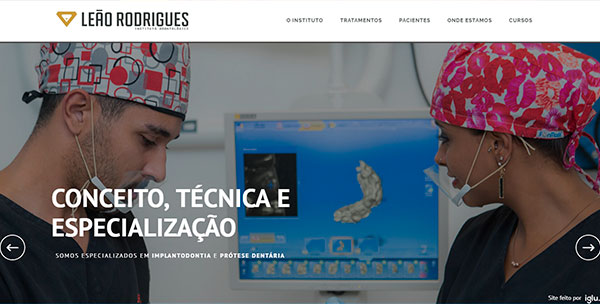 LEÃO RODRIGUES
INSTITUTO ODONTOLÓGICO
O INSTITUTO TRATAMENTOS PACIENTES ONDE ESTAMOS CURSOS
CONCEITO, TÉCNICA E
ESPECIALIZAÇÃO
SOMOS ESPECIALIZADOS EM IMPLANTODONTIA E PRÓTESE DENTÁRIA
Site feito por iglu.